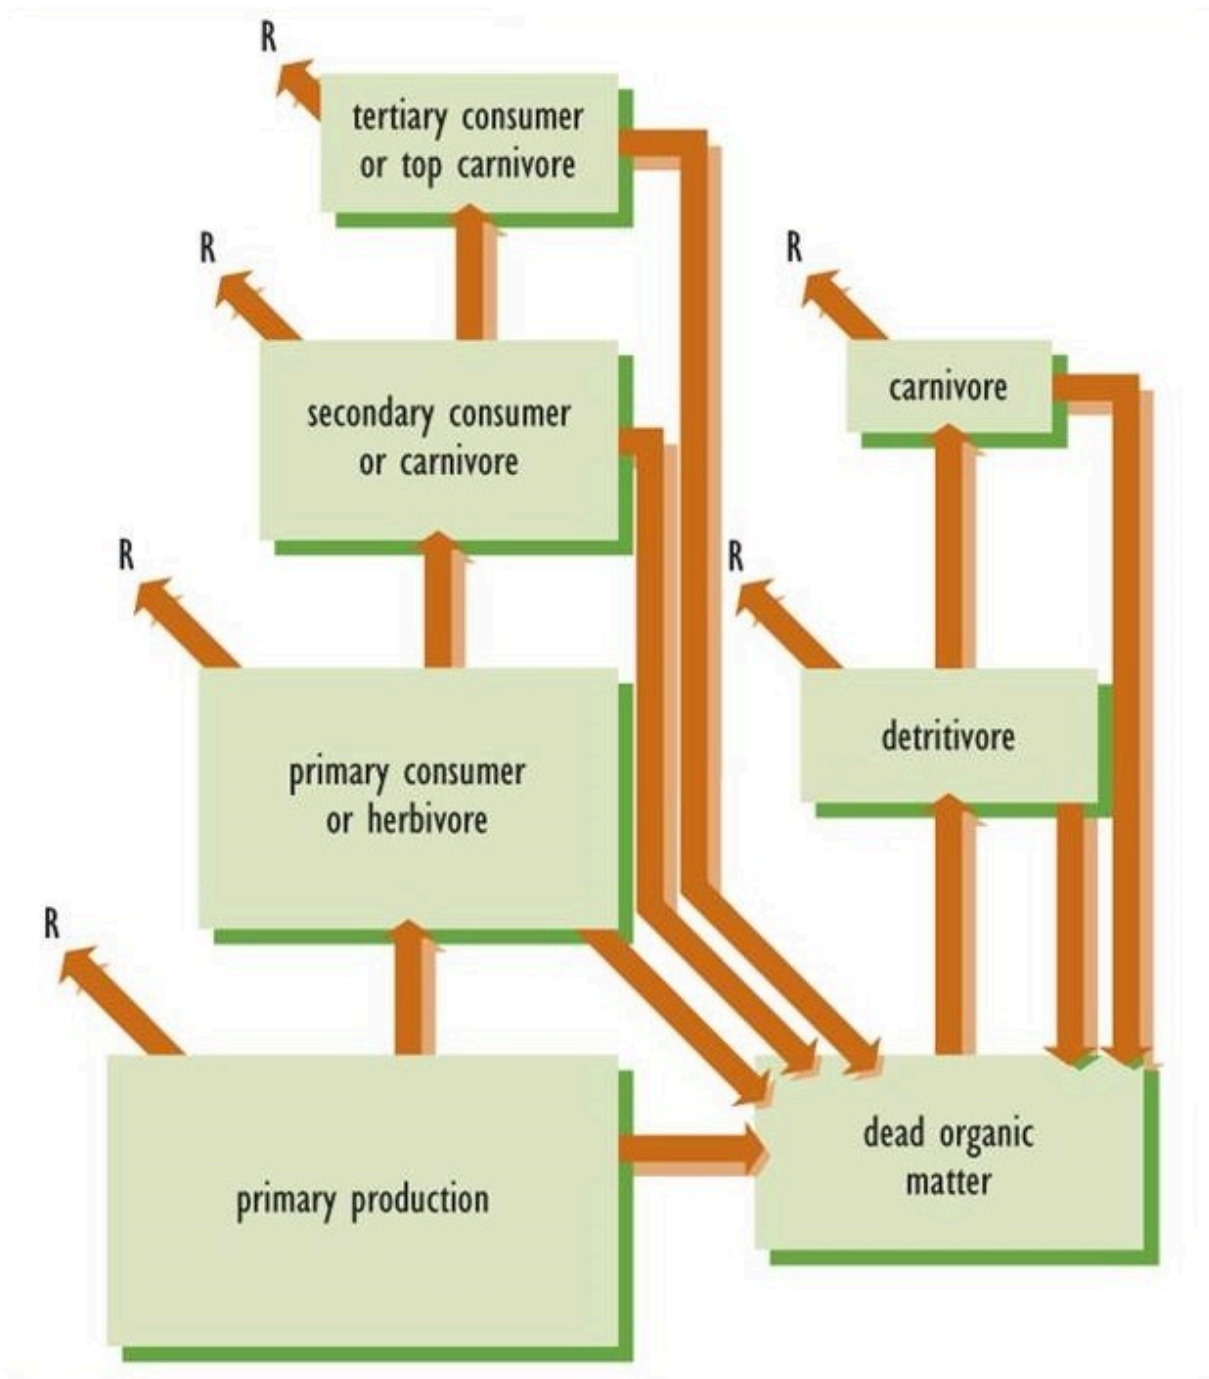 R
tertiary consumer
or top carnivore
R
secondary consumer
or carnivore
R
primary consumer
or herbivore
R
primary production
R
carnivore
R
detritivore
dead organic
matter